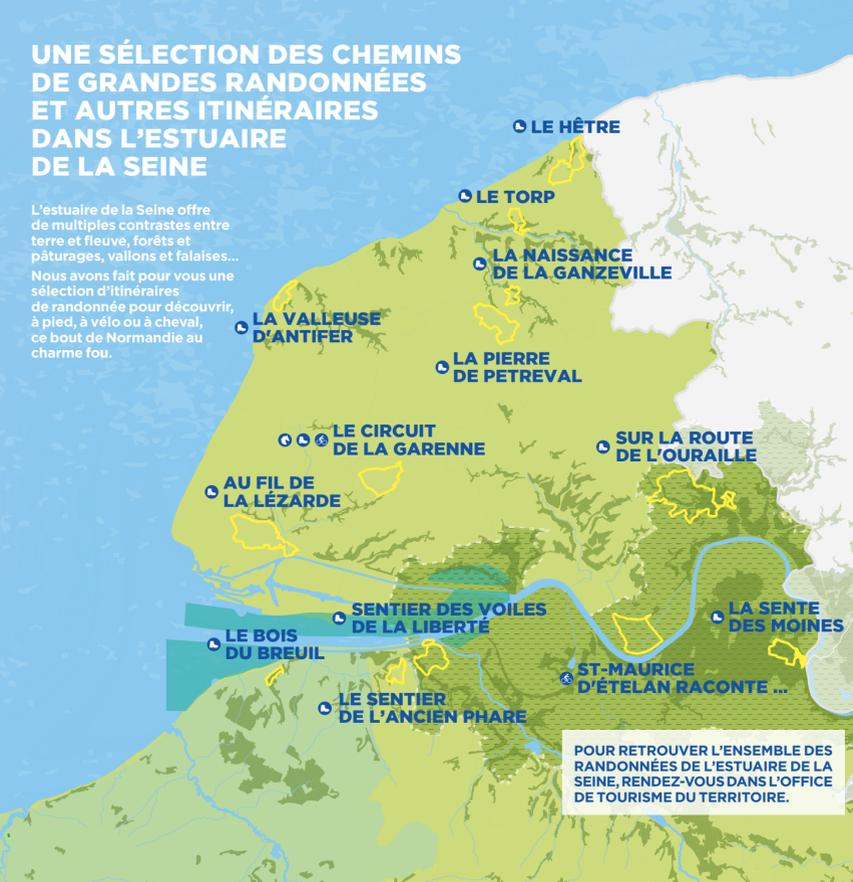 UNE SÉLECTION DES CHEMINS
DE GRANDES RANDONNÉES
ET AUTRES ITINÉRAIRES
DANS L'ESTUAIRE
DE LA SEINE
L'estuaire de la Seine offre
de multiples contrastes entre
terre et fleuve, forêts et
pâturages, vallons et falaises...
Nous avons fait pour vous une
sélection d'itinéraires
de randonnée pour découvrir,
à pied, à vélo ou à cheval,
ce bout de Normandie au
charme fou.
LE HÊTRE
LE TORP
LA NAISSANCE
DE LA GANZEVILLE
LA VALLEUSE
D'ANTIFER
LA PIERRE
DE PETREVAL
LE CIRCUIT
DE LA GARENNE
SUR LA ROUTE
DE L'OURAILLE
AU FIL DE
LA LÉZARDE
SENTIER DES VOILES
DE LA LIBERTÉ
LA SENTE
DES MOINES
LE BOIS
DU BREUIL
ST-MAURICE
D'ÉTELAN RACONTE ...
LE SENTIER
DE L'ANCIEN PHARE
POUR RETROUVER L'ENSEMBLE DES
RANDONNÉES DE L'ESTUAIRE DE LA
SEINE, RENDEZ-VOUS DANS L'OFFICE
DE TOURISME DU TERRITOIRE.